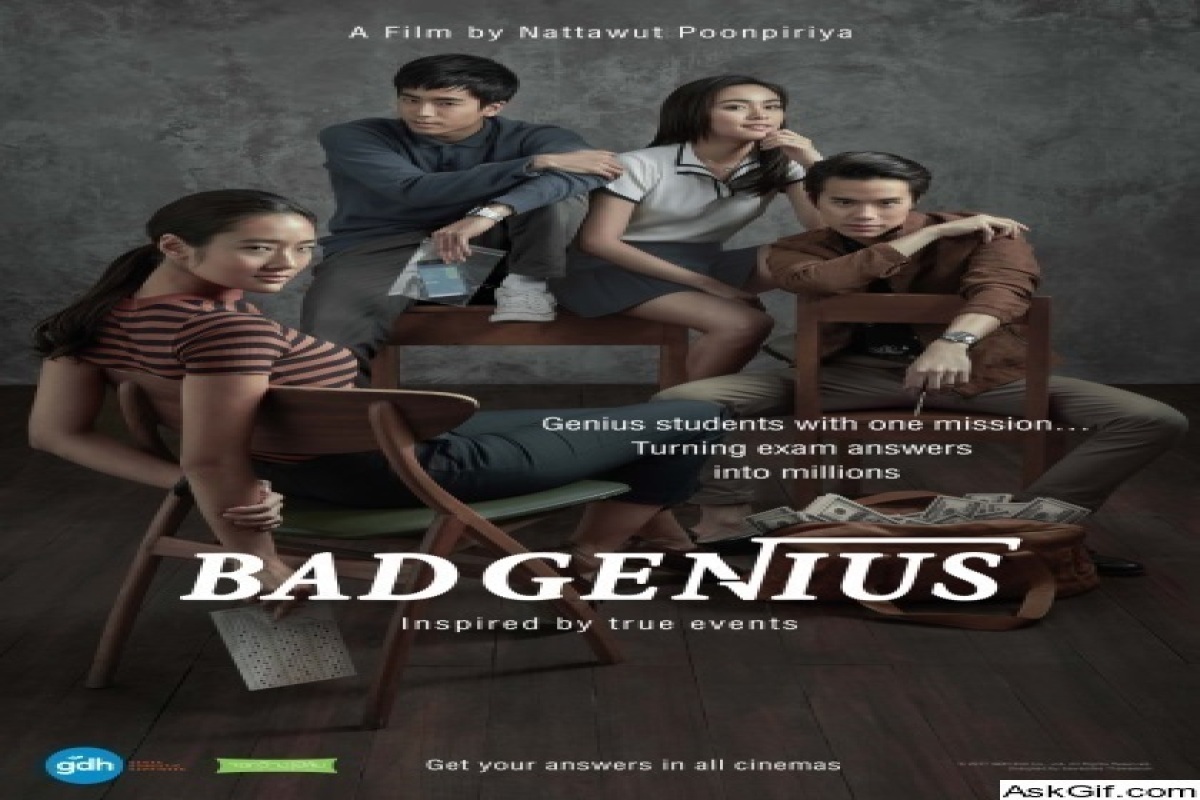 A Film by Nattawut Poonpiriya
Genius students with one mission...
Turning exam answers
into millions
BAD GENIUS
Inspired by true events
gdh
Get your answers in all cinemas
AskGif.com